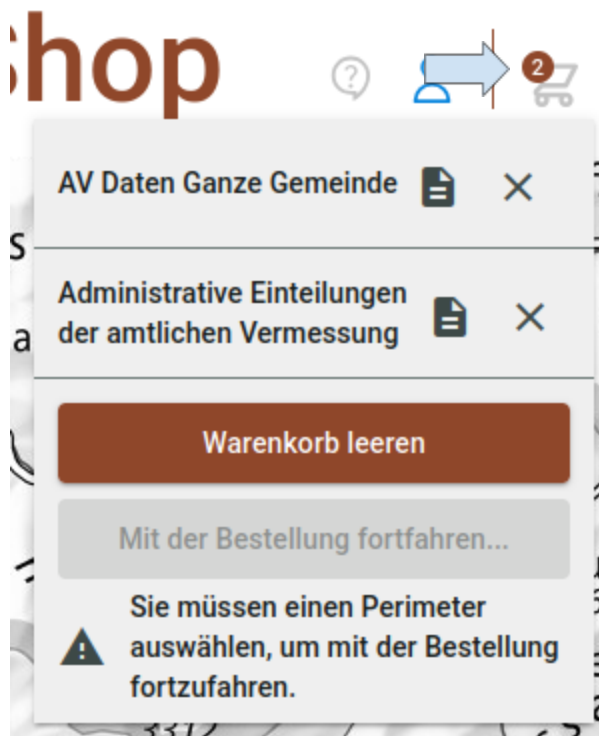 Shop
2
AV Daten Ganze Gemeinde
Administrative Einteilungen
der amtlichen Vermessung
Warenkorb leeren
Mit der Bestellung fortfahren...
Sie müssen einen Perimeter
auswählen, um mit der Bestellung
fortzufahren.